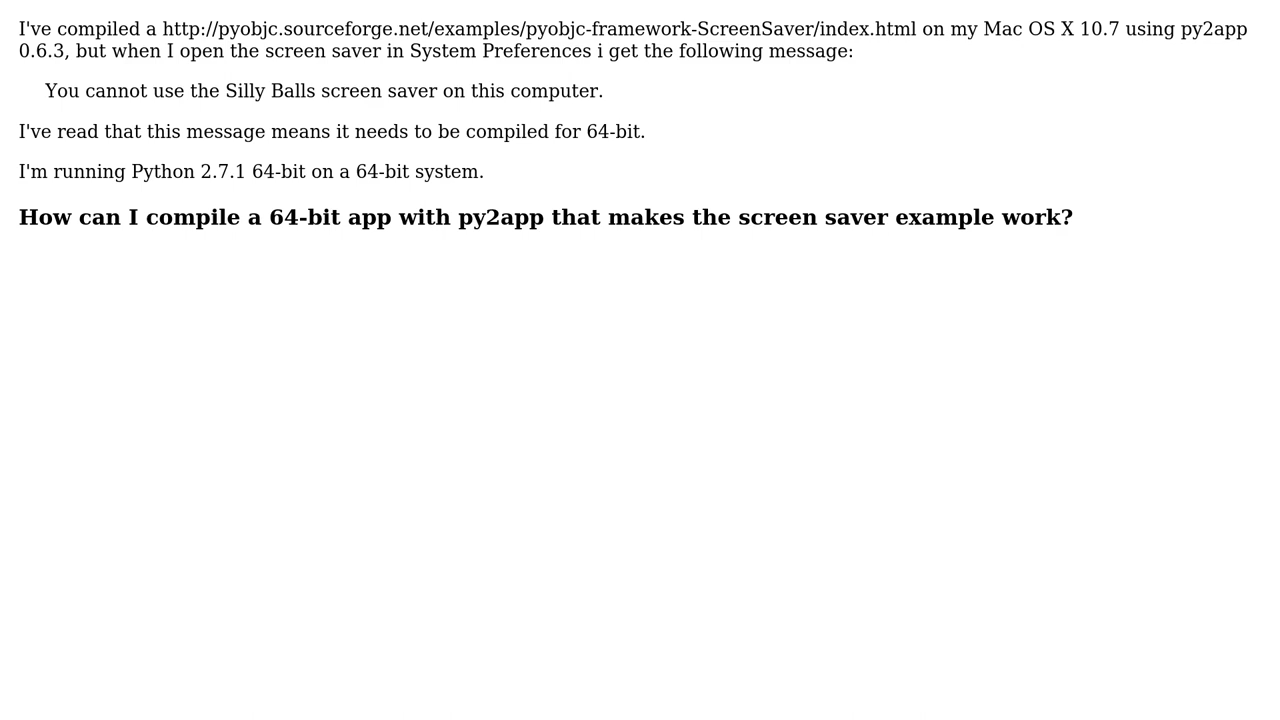 I've compiled a http://pyobjc.sourceforge.net/examples/pyobjc-framework-ScreenSaver/index.html on my Mac OS X 10.7 using py2app
0.6.3, but when I open the screen saver in System Preferences i get the following message:
You cannot use the Silly Balls screen saver on this computer.
I've read that this message means it needs to be compiled for 64-bit.
I'm running Python 2.7.1 64-bit on a 64-bit system.
How can I compile a 64-bit app with py2app that makes the screen saver example work?